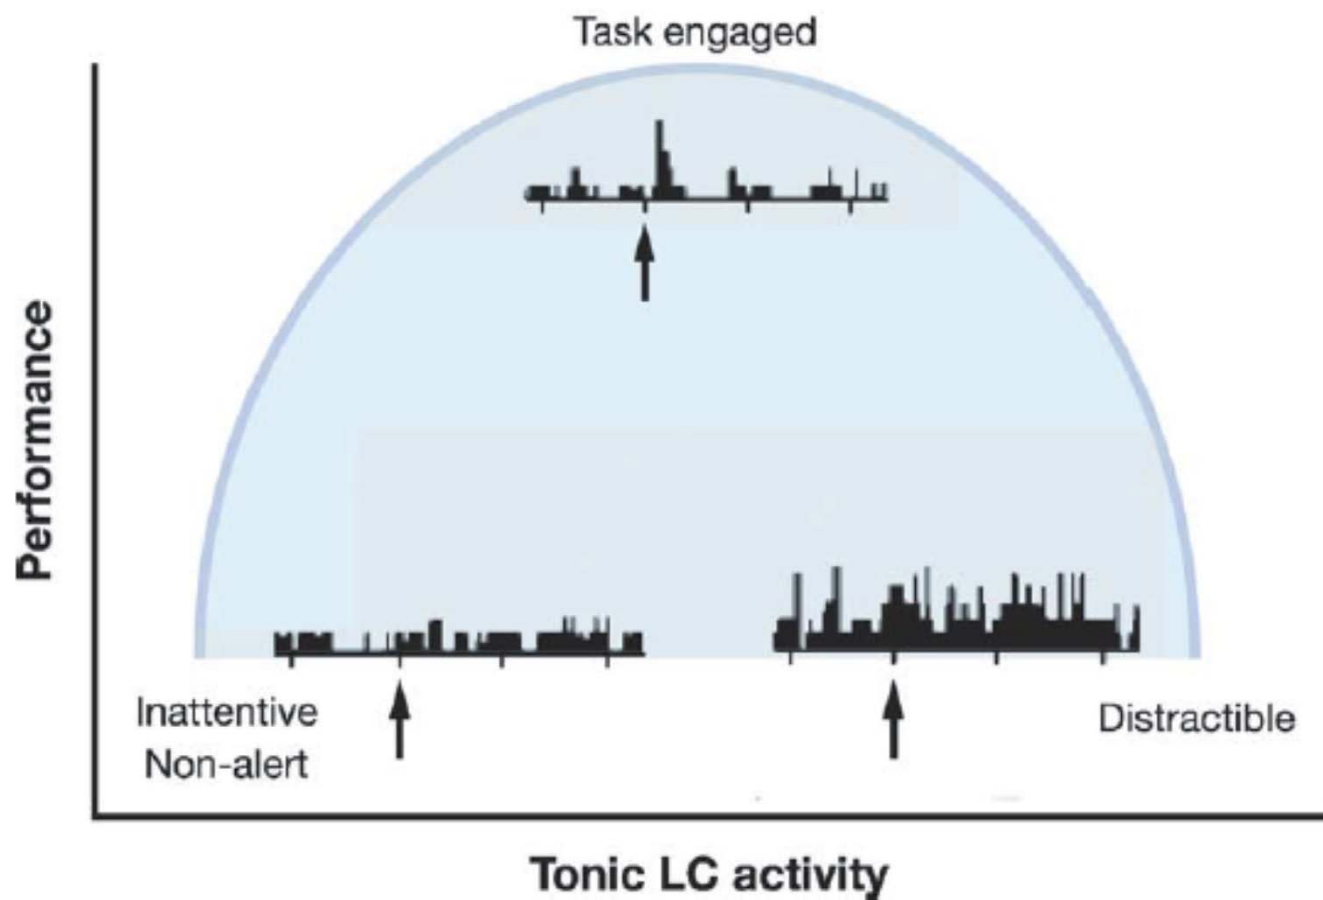 Task engaged
Performance
Inattentive
Non-alert
Distractible
Tonic LC activity